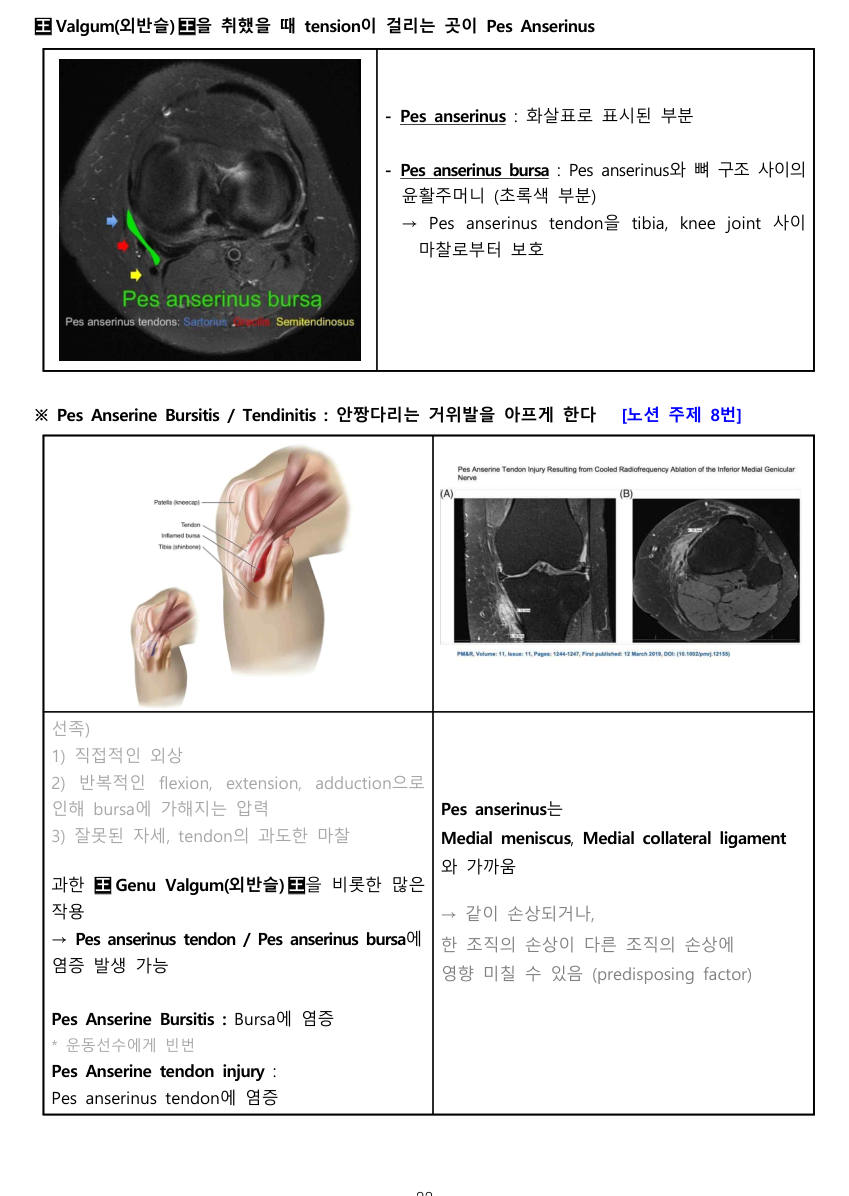 王 Valgum(외반슬) 王을 취했을 때 tension이 걸리는 곳이 Pes Anserinus
Pes anserinus bursa
Pes anserinus tendons: Sartorius Semitendinosus
- Pes anserinus : 화살표로 표시된 부분
- Pes anserinus bursa : Pes anserinus와 뼈 구조 사이의
윤활주머니 (초록색 부분)
→ Pes anserinus tendon을 tibia, knee joint 사이
마찰로부터 보호
※ Pes Anserine Bursitis / Tendinitis : 안짱다리는 거위발을 아프게 한다 [노션 주제 8번]
Patella (kneecap)
Tendon
Inflamed bursa
Tibia (shinbone)
Pes Anserine Tendon Injury Resulting from Cooled Radiofrequency Ablation of the Inferior Medial Genicular
Nerve
(A) (B)
PM&R, Volume: 11, Issue: 11, Pages: 1244-1247, First published: 12 March 2019, DOI: (10.1002/pmrj.12155)
선족)
1) 직접적인 외상
2) 반복적인 flexion, extension, adduction으로
인해 bursa에 가해지는 압력
3) 잘못된 자세, tendon의 과도한 마찰
과한 王 Genu Valgum(외반슬) 王을 비롯한 많은
작용
→ Pes anserinus tendon / Pes anserinus bursa에
염증 발생 가능
Pes Anserine Bursitis : Bursa에 염증
* 운동선수에게 빈번
Pes Anserine tendon injury :
Pes anserinus tendon에 염증
Pes anserinus는
Medial meniscus, Medial collateral ligament
와 가까움
→ 같이 손상되거나,
한 조직의 손상이 다른 조직의 손상에
영향 미칠 수 있음 (predisposing factor)